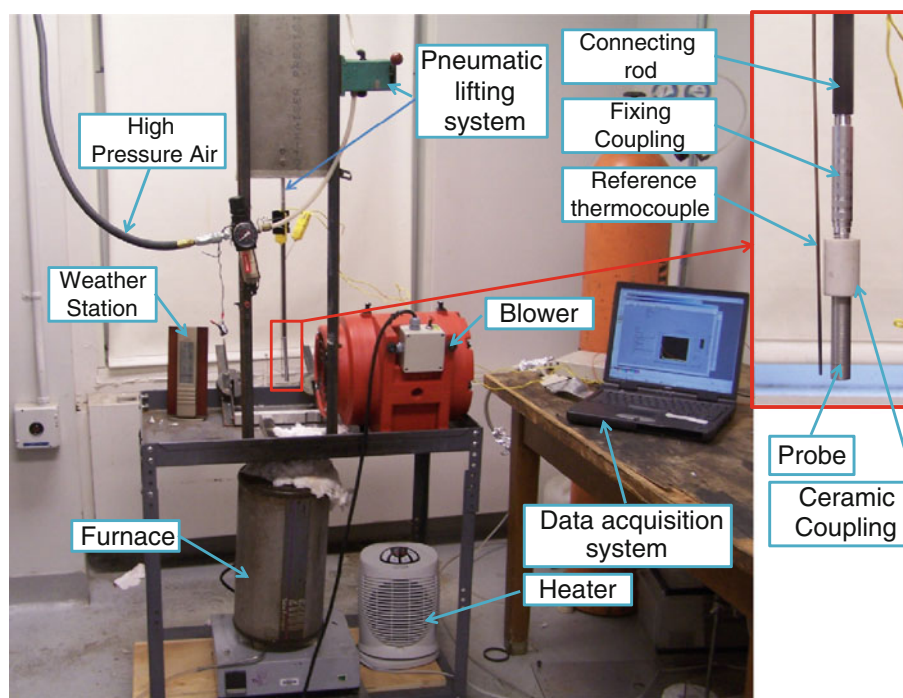 Pneumatic
lifting
system
High
Pressure Air
Weather
Station
Blower
Furnace
Data acquisition
system
Heater
Connecting
rod
Fixing
Coupling
Reference
thermocouple
Probe
Ceramic
Coupling